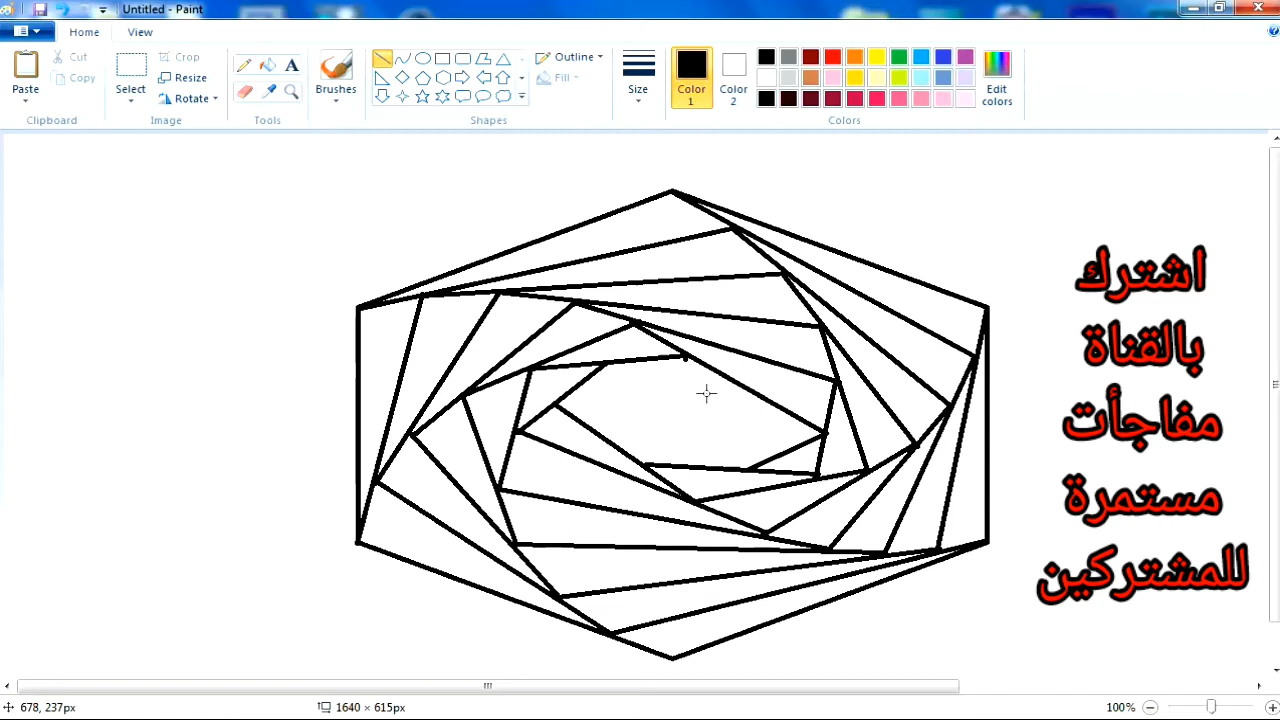 Untitled - Paint
Home View
Paste
Cut
Copy
Clipboard
Select
Crop
Resize
Rotate
Image
A
Tools
Brushes
Outline
Fill
Shapes
Size
Color 1
Color 2
Edit colors
Colors
اشترك
بالقناة
مفاجأت
مستمرة
للمشتركين
678, 237px
1640 × 615px
100%